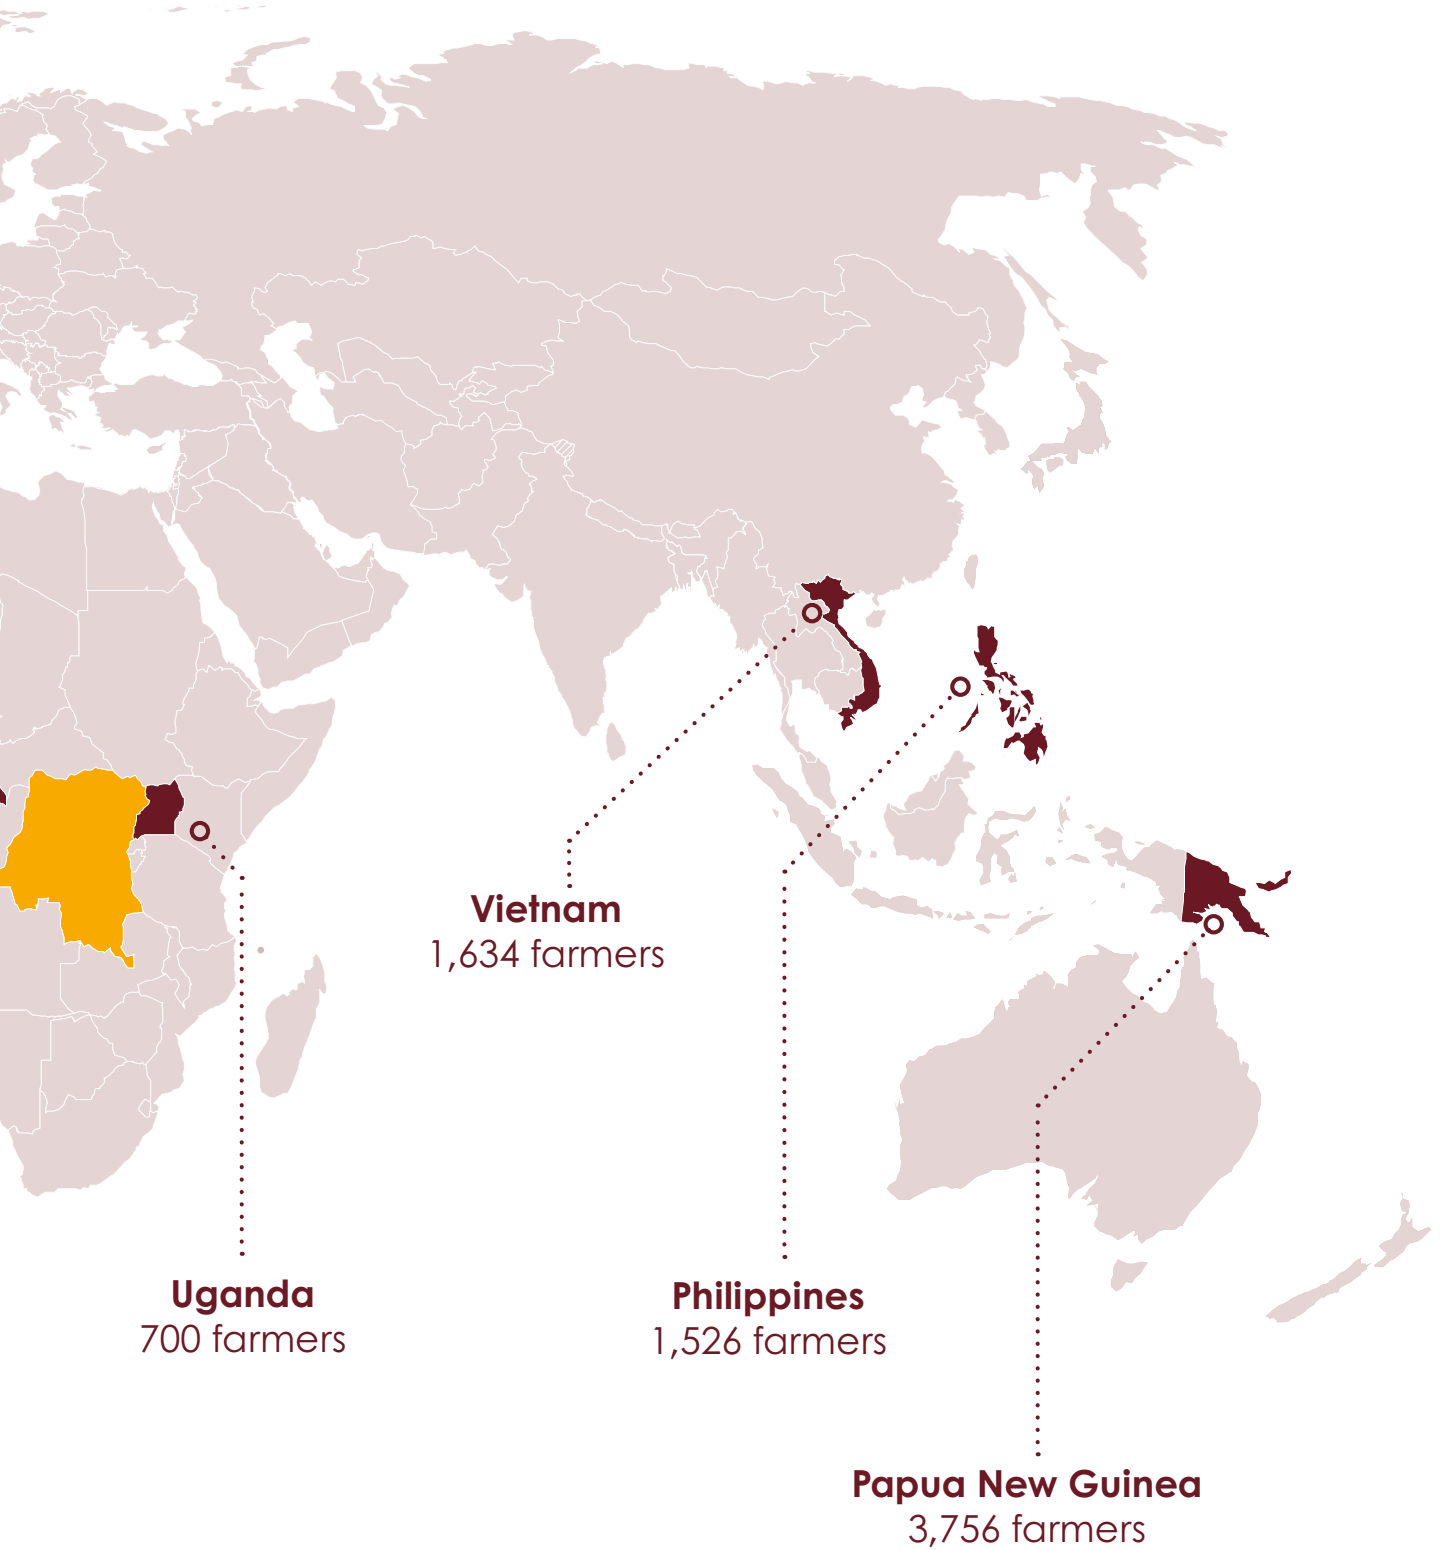 Vietnam
1,634 farmers
Uganda
700 farmers
Philippines
1,526 farmers
Papua New Guinea
3,756 farmers